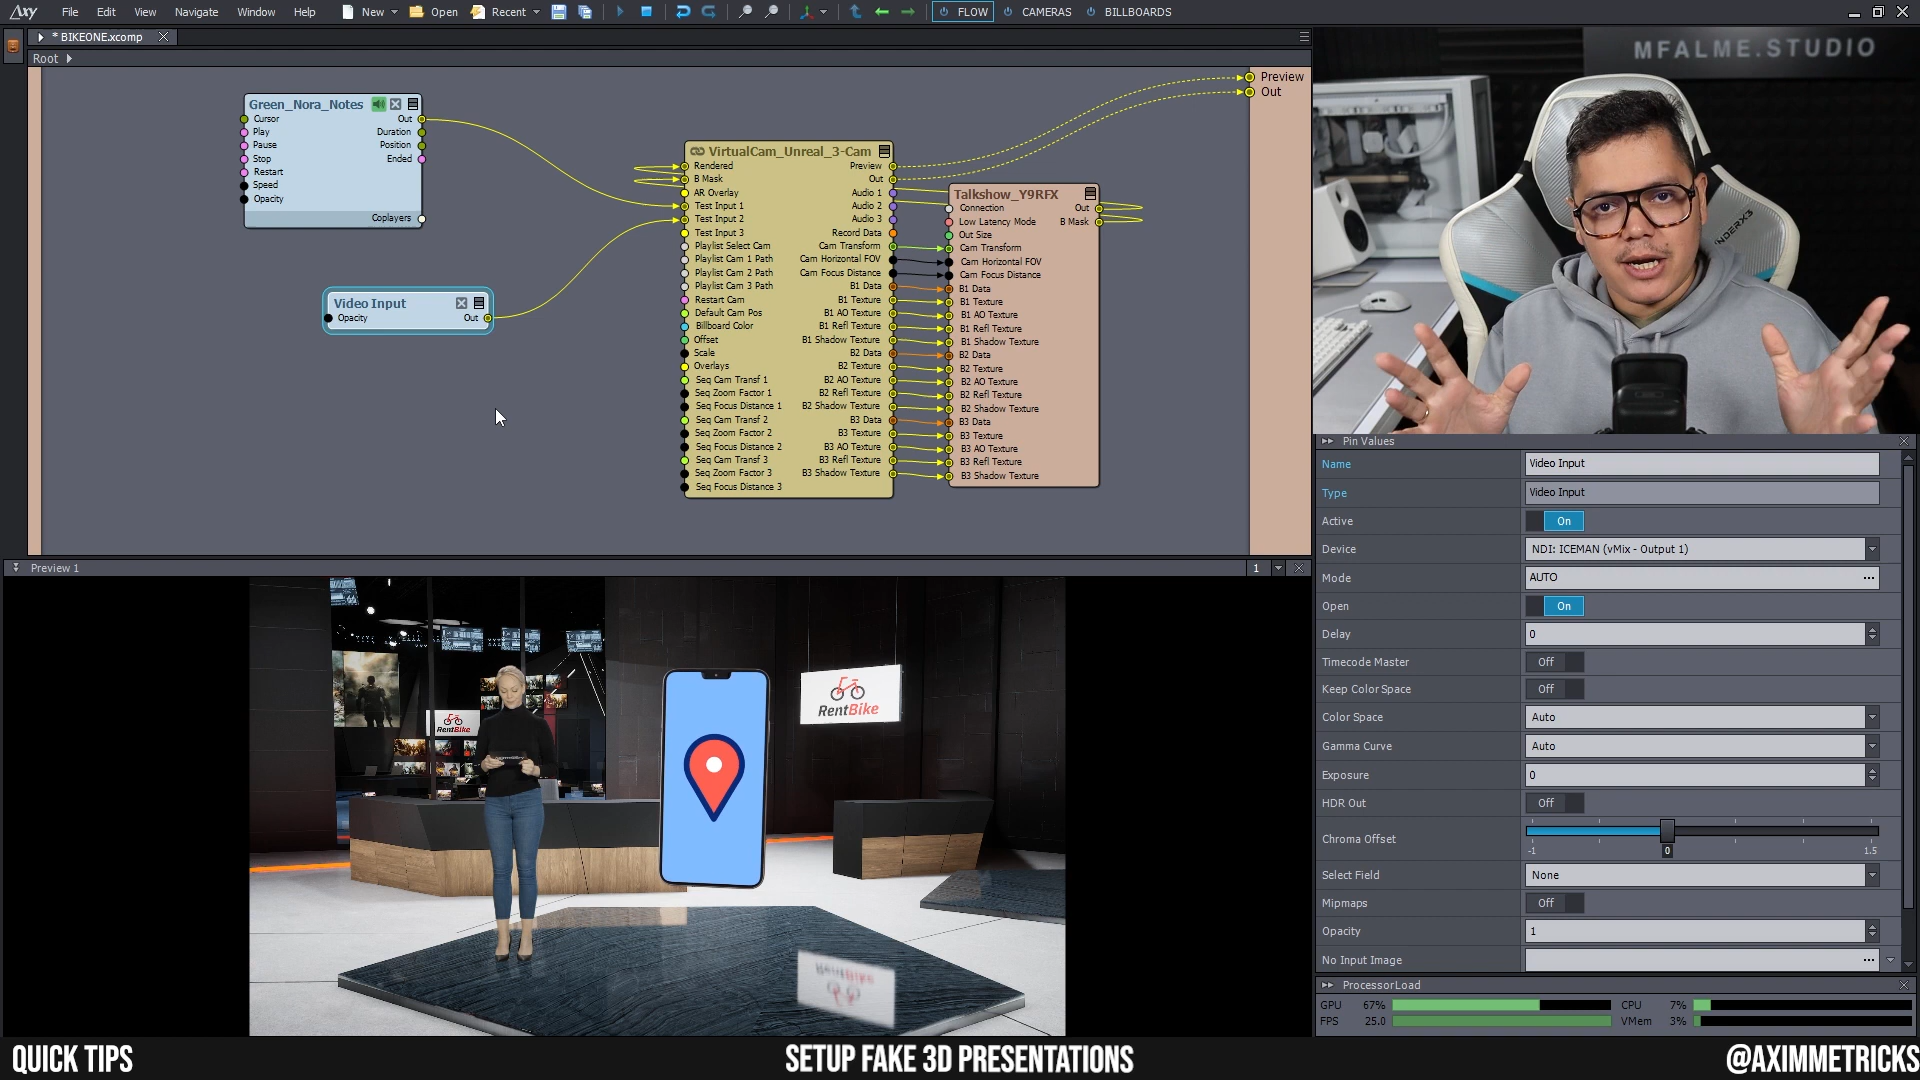 Axy File Edit View Navigate Window Help New Open Recent FLOW CAMERAS BILLBOARDS
* BIKEONE.xcomp
Root
MFALME.STUDIO
Preview
Out
Green_Nora_Notes
Cursor Out
Play Duration
Pause Position
Stop Ended
Restart
Speed
Opacity
Coplayers
Video Input
Opacity Out
VirtualCam_Unreal_3-Cam
Rendered Preview
B Mask Out
AR Overlay Audio 1
Test Input 1 Audio 2
Test Input 2 Audio 3
Test Input 3 Record Data
Playlist Select Cam Cam Transform
Playlist Cam 1 Path Cam Horizontal FOV
Playlist Cam 2 Path Cam Focus Distance
Playlist Cam 3 Path B1 Data
Restart Cam B1 Texture
Default Cam Pos B1 AO Texture
Billboard Color B1 Refl Texture
Offset B1 Shadow Texture
Scale B2 Data
Overlays B2 Texture
Seq Cam Transf 1 B2 AO Texture
Seq Zoom Factor 1 B2 Refl Texture
Seq Focus Distance 1 B2 Shadow Texture
Seq Cam Transf 2 B3 Data
Seq Zoom Factor 2 B3 Texture
Seq Focus Distance 2 B3 AO Texture
Seq Cam Transf 3 B3 Refl Texture
Seq Zoom Factor 3 B3 Shadow Texture
Seq Focus Distance 3
Talkshow_Y9RFX
Connection Out
Low Latency Mode B Mask
Out Size
Cam Transform
Cam Horizontal FOV
Cam Focus Distance
B1 Data
B1 Texture
B1 AO Texture
B1 Refl Texture
B1 Shadow Texture
B2 Data
B2 Texture
B2 AO Texture
B2 Refl Texture
B2 Shadow Texture
B3 Data
B3 Texture
B3 AO Texture
B3 Refl Texture
B3 Shadow Texture
Preview 1 1
RentBike
RentBike
RentBike
Pin Values
Name Video Input
Type Video Input
Active On
Device NDI: ICEMAN (vMix - Output 1)
Mode AUTO ...
Open On
Delay 0
Timecode Master Off
Keep Color Space Off
Color Space Auto
Gamma Curve Auto
Exposure 0
HDR Out Off
Chroma Offset
-1 0 1.5
Select Field None
Mipmaps Off
Opacity 1
No Input Image ...
ProcessorLoad
GPU 67% CPU 7%
FPS 25.0 VMem 3%
QUICK TIPS SETUP FAKE 3D PRESENTATIONS @AXIMMETRICKS